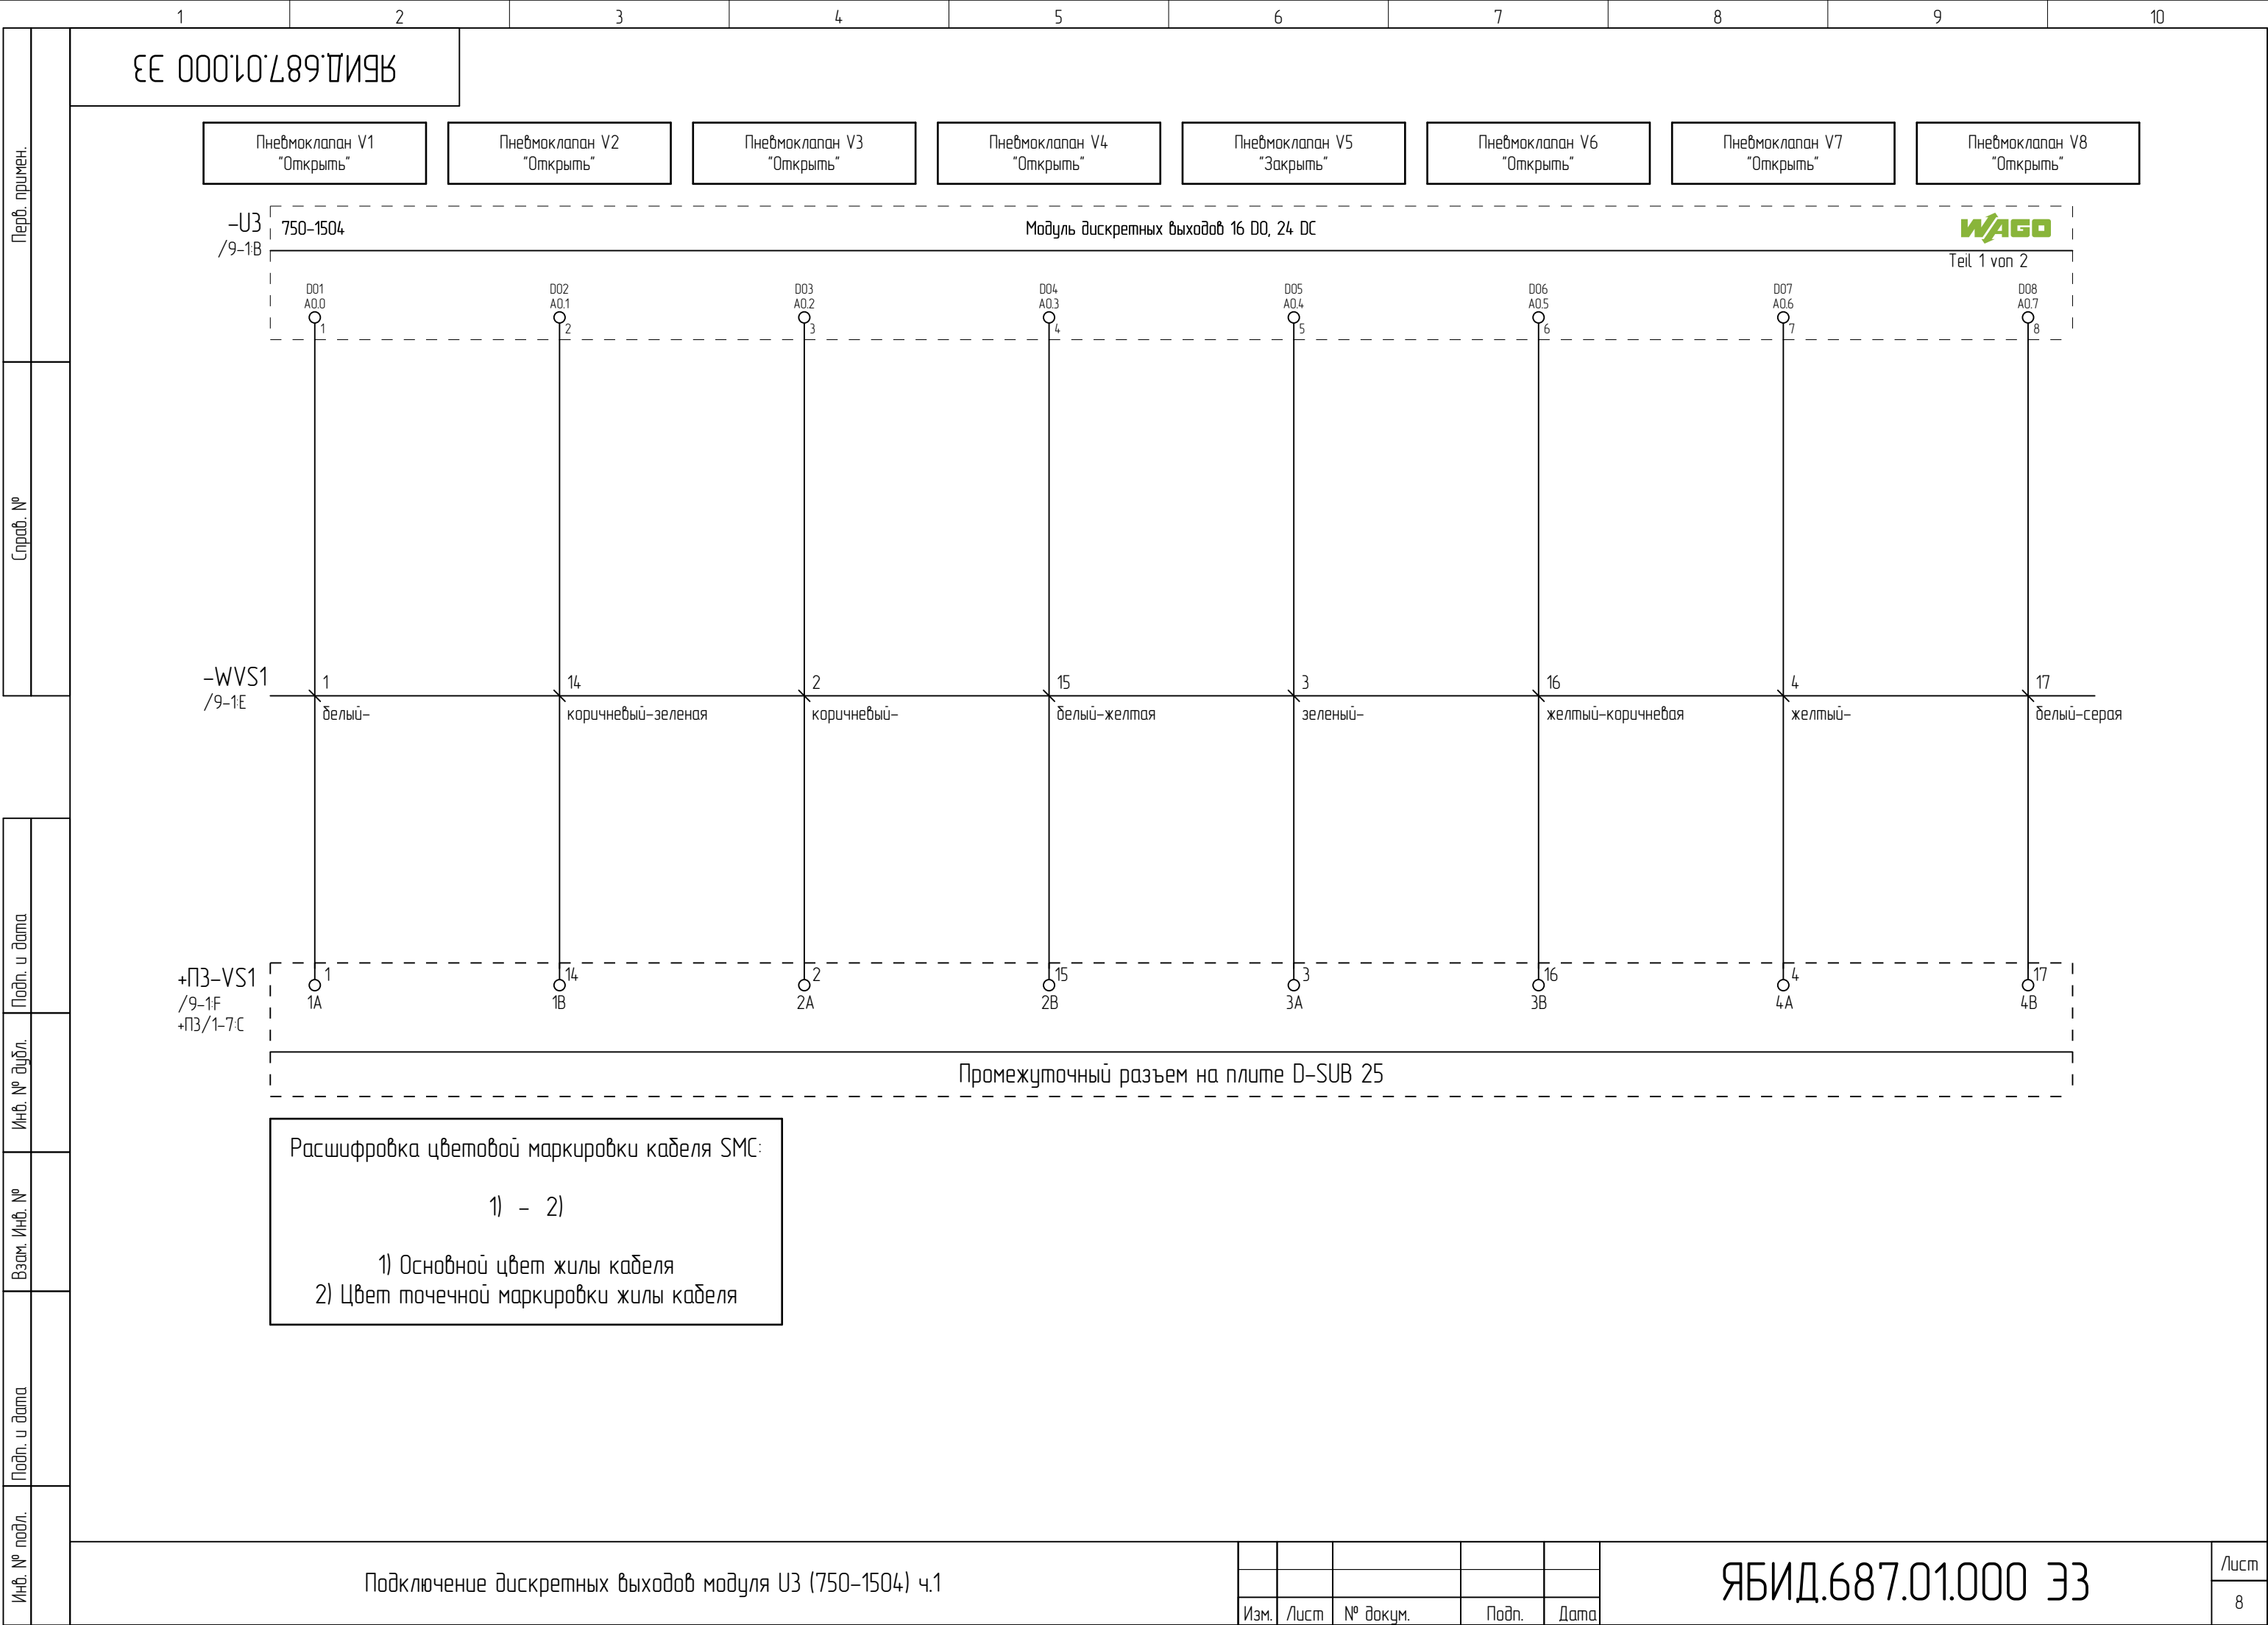 1 2 3 4 5 6 7 8 9 10
ЯБИД.687.01.000 ЭЗ
Пневмоклапан V1
"Открыть"
Пневмоклапан V2
"Открыть"
Пневмоклапан V3
"Открыть"
Пневмоклапан V4
"Открыть"
Пневмоклапан V5
"Закрыть"
Пневмоклапан V6
"Открыть"
Пневмоклапан V7
"Открыть"
Пневмоклапан V8
"Открыть"
-U3
/9-1:B
750-1504
Модуль дискретных выходов 16 DO, 24 DC
WAGO
Teil 1 von 2
DO1 DO2 DO3 DO4 DO5 DO6 DO7 DO8
A0.0 A0.1 A0.2 A0.3 A0.4 A0.5 A0.6 A0.7
1 2 3 4 5 6 7 8
-WVS1
/9-1:E
1 14 2 15 3 16 4 17
белый- коричневый-зеленая коричневый- белый-желтая зеленый- желтый-коричневая желтый- белый-серая
+П3-VS1
/9-1:F
+П3/1-7:C
1 14 2 15 3 16 4 17
1A 1B 2A 2B 3A 3B 4A 4B
Промежуточный разъем на плите D-SUB 25
Расшифровка цветовой маркировки кабеля SMC:
1) - 2)
1) Основной цвет жилы кабеля
2) Цвет точечной маркировки жилы кабеля
Перв. примен.
Справ. №
Подп. и дата
Инв. № дубл.
Взам. Инв. №
Подп. и дата
Инв. № подл.
Подключение дискретных выходов модуля U3 (750-1504) ч.1
Изм. Лист № докум. Подп. Дата
ЯБИД.687.01.000 ЭЗ
Лист
8